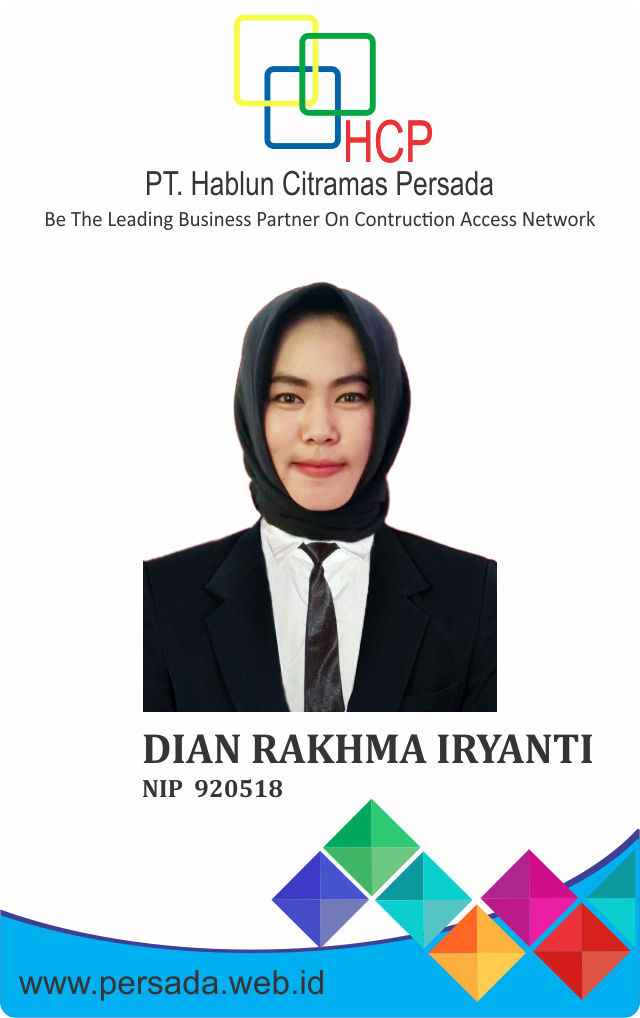 HCP
PT. Hablun Citramas Persada
Be The Leading Business Partner On Contruction Access Network
DIAN RAKHMA IRYANTI
NIP 920518
www.persada.web.id